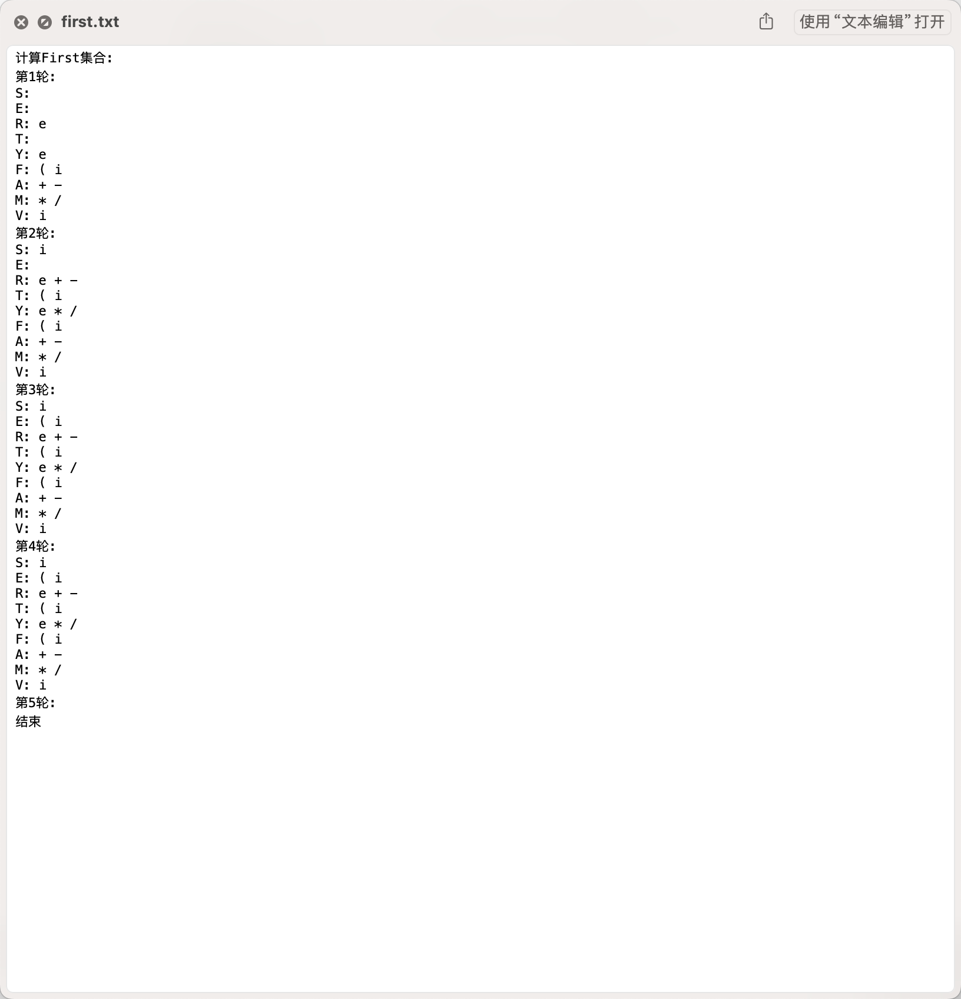 first.txt
使用“文本编辑”打开
计算First集合:
第1轮:
S:
E:
R: e
T:
Y: e
F: ( i
A: + −
M: * /
V: i
第2轮:
S: i
E:
R: e + −
T: ( i
Y: e * /
F: ( i
A: + −
M: * /
V: i
第3轮:
S: i
E: ( i
R: e + −
T: ( i
Y: e * /
F: ( i
A: + −
M: * /
V: i
第4轮:
S: i
E: ( i
R: e + −
T: ( i
Y: e * /
F: ( i
A: + −
M: * /
V: i
第5轮:
结束